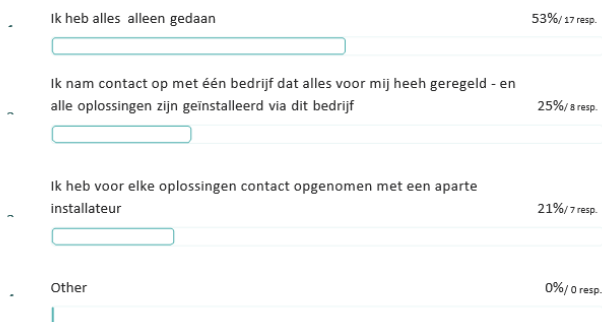 Ik heb alles alleen gedaan 53%/ 17 resp.
Ik nam contact op met één bedrijf dat alles voor mij heeh geregeld - en
alle oplossingen zijn geïnstalleerd via dit bedrijf 25%/ 8 resp.
Ik heb voor elke oplossingen contact opgenomen met een aparte
installateur 21%/ 7 resp.
Other 0%/ 0 resp.